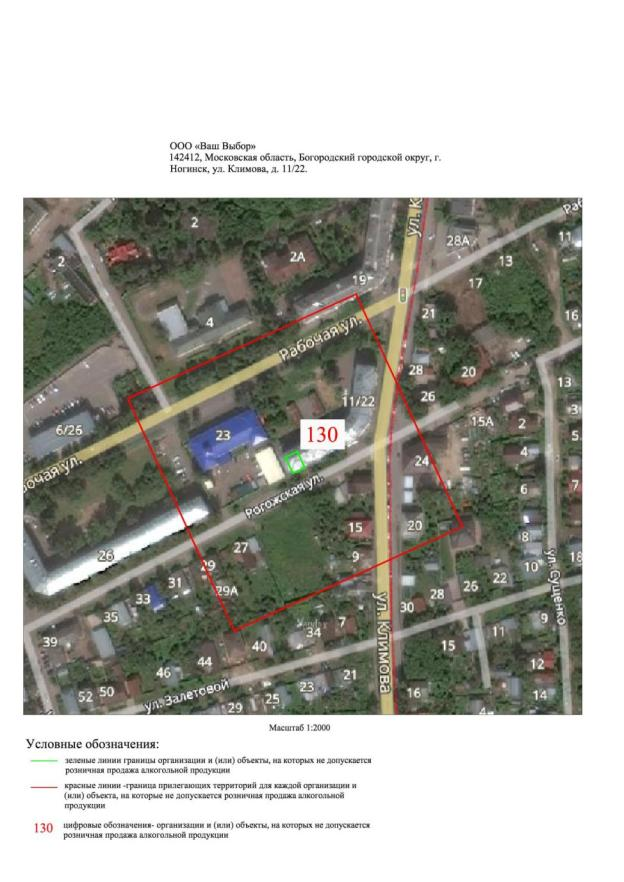 ООО «Ваш Выбор»
142412, Московская область, Богородский городской округ, г.
Ногинск, ул. Климова, д. 11/22.
ул. К
Раб
2
28А
11
2
2А
13
19
17
4
21
16
Рабочая ул.
28
20
13
11/22
26
3
6/26
23
130
15А
2
5
24
4
бочая ул.
Рогожская ул.
6
7
15
20
8
26
27
9
ул. Сущенко
29
10
18
31
22
29А
26
33
28
30
35
7
9
34
11
39
40
15
44
12
46
21
23
ул. Климова
52
50
ул. Залетовой
25
16
14
29
4
Масштаб 1:2000
Условные обозначения:
зеленые линии границы организации и (или) объекты, на которых не допускается
розничная продажа алкогольной продукции
красные линии -граница прилегающих территорий для каждой организации и
(или) объекта, на которые не допускается розничная продажа алкогольной
продукции
130 цифровые обозначения- организации и (или) объекты, на которых не допускается
розничная продажа алкогольной продукции